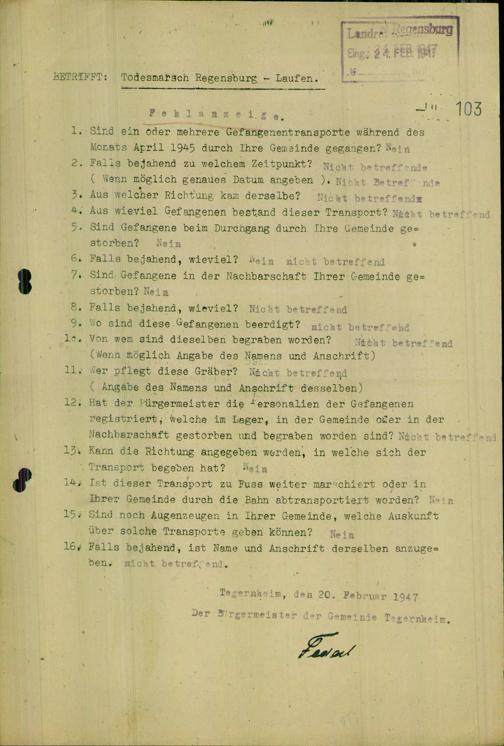 Landrat Regensburg
Eing. 24. FEB. 1947
103
BETRIFFT: Todesmarsch Regensburg - Laufen.
Fehlanzeige.
1. Sind ein oder mehrere Gefangenentransporte während des
Monats April 1945 durch Ihre Gemeinde gegangen? Nein
2. Falls bejahend zu welchem Zeitpunkt? Nicht betreffende
( Wenn möglich genaues Datum angeben ). Nicht Betreffende
3. Aus welcher Richtung kam derselbe? Nicht betreffendx
4. Aus wieviel Gefangenen bestand dieser Transport? Nicht betreffend
5. Sind Gefangene beim Durchgang durch Ihre Gemeinde ge=
storben? Nein
6. Falls bejahend, wieviel? Nein nicht betreffend
7. Sind Gefangene in der Nachbarschaft Ihrer Gemeinde ge=
storben? Nein
8. Falls bejahend, wieviel? Nicht betreffend
9. Wo sind diese Gefangenen beerdigt? nicht betreffend
1o. Von wem sind dieselben begraben worden? Nicht betreffend
(Wenn möglich Angabe des Namens und Anschrift)
11. Wer pflegt diese Gräber? Nicht betreffend
( Angabe des Namens und Anschrift desselben)
12. Hat der Bürgermeister die Personalien der Gefangenen
registriert, welche im Lager, in der Gemeinde oder in der
Nachbarschaft gestorben und begraben worden sind? Nicht betreffend
13. Kann die Richtung angegeben werden, in welche sich der
Transport begeben hat? Nein
14. Ist dieser Transport zu Fuss weiter marschiert oder in
Ihrer Gemeinde durch die Bahn abtransportiert worden? Nein
15. Sind noch Augenzeugen in Ihrer Gemeinde, welche Auskunft
über solche Transporte geben können? Nein
16. Falls bejahend, ist Name und Anschrift derselben anzuge=
ben. nicht betreffend.
Tegernheim, den 20. Februar 1947
Der Bürgermeister der Gemeinde Tegernheim.